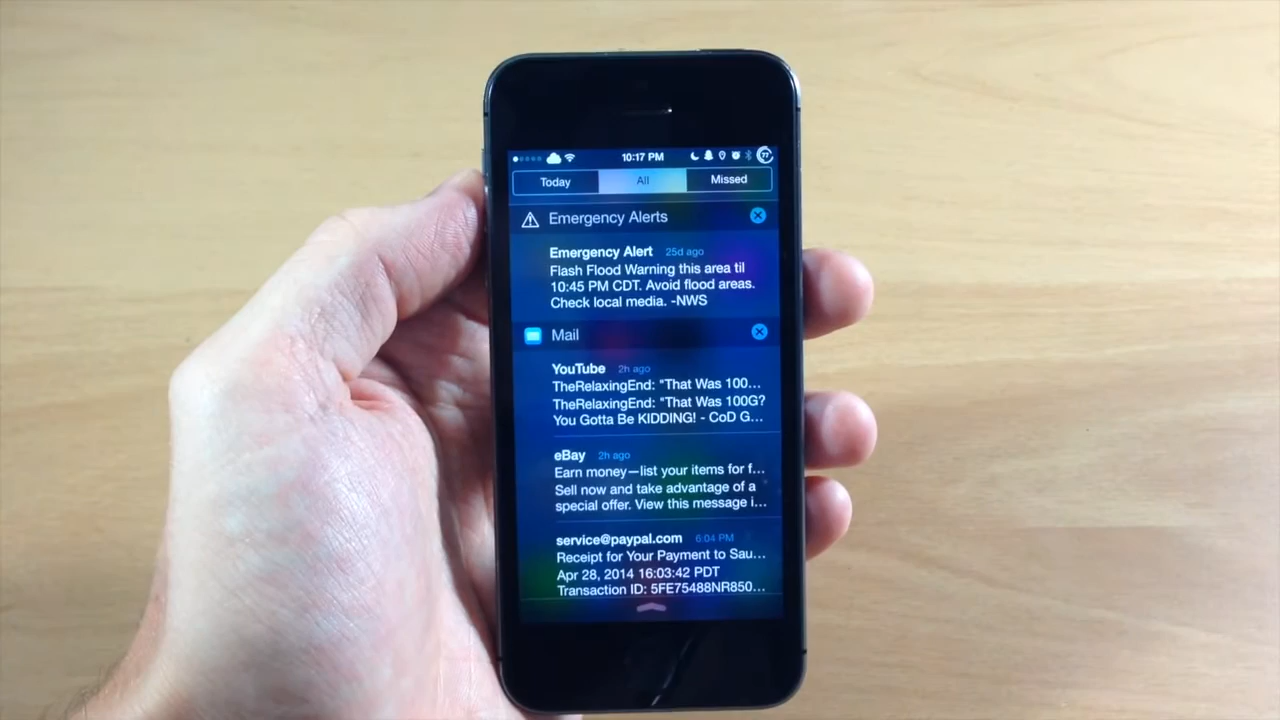 10:17 PM
77
Today
All
Missed
Emergency Alerts
Emergency Alert 25d ago
Flash Flood Warning this area til
10:45 PM CDT. Avoid flood areas.
Check local media. -NWS
Mail
YouTube 2h ago
TheRelaxingEnd: "That Was 100...
TheRelaxingEnd: "That Was 100G?
You Gotta Be KIDDING! - CoD G...
eBay 2h ago
Earn money—list your items for f...
Sell now and take advantage of a
special offer. View this message i...
service@paypal.com 6:04 PM
Receipt for Your Payment to Sau...
Apr 28, 2014 16:03:42 PDT
Transaction ID: 5FE75488NR850...